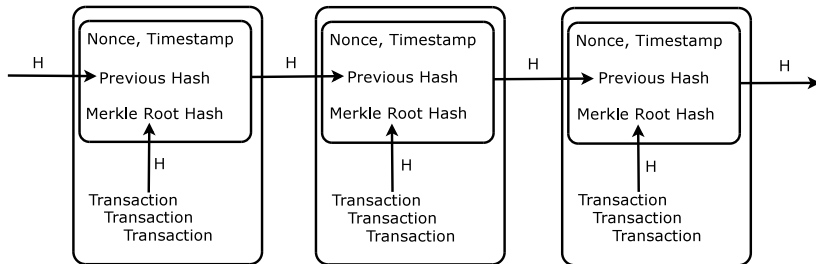 H
Nonce, Timestamp
Previous Hash
Merkle Root Hash
H
Transaction
Transaction
Transaction
H
Nonce, Timestamp
Previous Hash
Merkle Root Hash
H
Transaction
Transaction
Transaction
H
Nonce, Timestamp
Previous Hash
Merkle Root Hash
H
Transaction
Transaction
Transaction
H